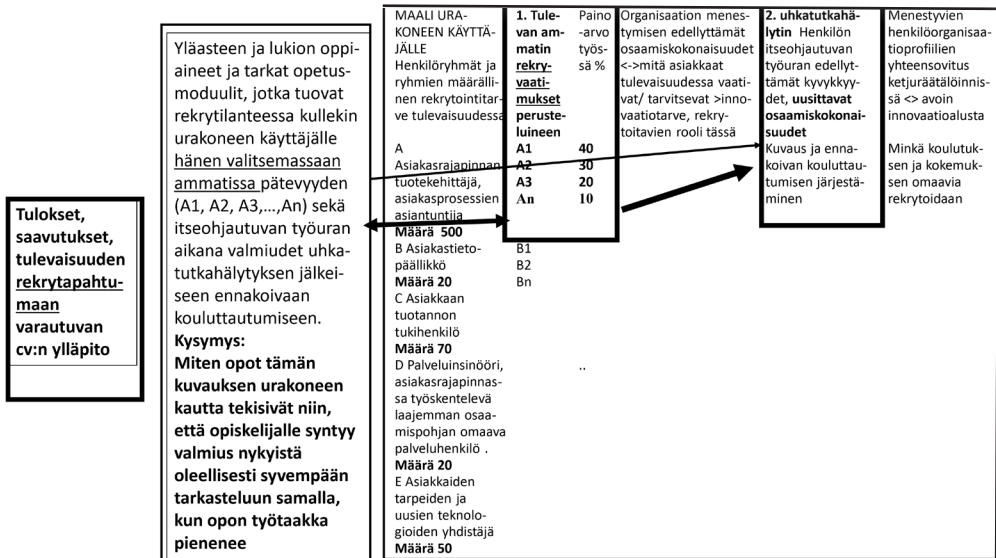 Tulokset,
saavutukset,
tulevaisuuden
rekrytapahtu-
maan
varautuvan
cv:n ylläpito
Yläasteen ja lukion oppi-
aineet ja tarkat opetus-
moduulit, jotka tuovat
rekrytilanteessa kullekin
urakoneen käyttäjälle
hänen valitsemassaan
ammatissa pätevyyden
(A1, A2, A3,...,An) sekä
itseohjautuvan työuran
aikana valmiudet uhka-
tutkahälytyksen jälkei-
seen ennakoivaan
kouluttautumiseen.
Kysymys:
Miten opot tämän
kuvauksen urakoneen
kautta tekisivät niin,
että opiskelijalle syntyy
valmius nykyistä
oleellisesti syvempään
tarkasteluun samalla,
kun opon työtaakka
pienenee
MAALI URA-
KONEEN KÄYTTÄ-
JÄLLE
Henkilöryhmät ja
ryhmien määrälli-
nen rekrytointitar-
ve tulevaisuudessa
A
Asiakasrajapinnan
tuotekehittäjä,
asiakasprosessien
asiantuntija
Määrä 500
B Asiakastieto-
päällikkö
Määrä 20
C Asiakkaan
tuotannon
tukihenkilö
Määrä 70
D Palveluinsinööri,
asiakasrajapinnas-
sa työskentelevä
laajemman osaa-
mispohjan omaava
palveluhenkilö .
Määrä 20
E Asiakkaiden
tarpeiden ja
uusien teknolo-
gioiden yhdistäjä
Määrä 50
1. Tule-
van am-
matin
rekry-
vaati-
mukset
peruste-
luineen
A1
A2
A3
An
B1
B2
Bn
Paino
-arvo
työs-
sä %
40
30
20
10
..
Organisaation menes-
tymisen edellyttämät
osaamiskokonaisuudet
<->mitä asiakkaat
tulevaisuudessa vaati-
vat/ tarvitsevat >inno-
vaatiotarve, rekry-
toitavien rooli tässä
2. uhkatutkahä-
lytin Henkilön
itseohjautuvan
työuran edellyt-
tämät kyvykkyy-
det, uusittavat
osaamiskokonai-
suudet
Kuvaus ja enna-
koivan kouluttau-
tumisen järjestä-
minen
Menestyvien
henkilöorganisaa-
tioprofiilien
yhteensovitus
ketjuräätälöinnis-
sä <> avoin
innovaatioalusta
Minkä koulutuk-
sen ja kokemuk-
sen omaavia
rekrytoidaan